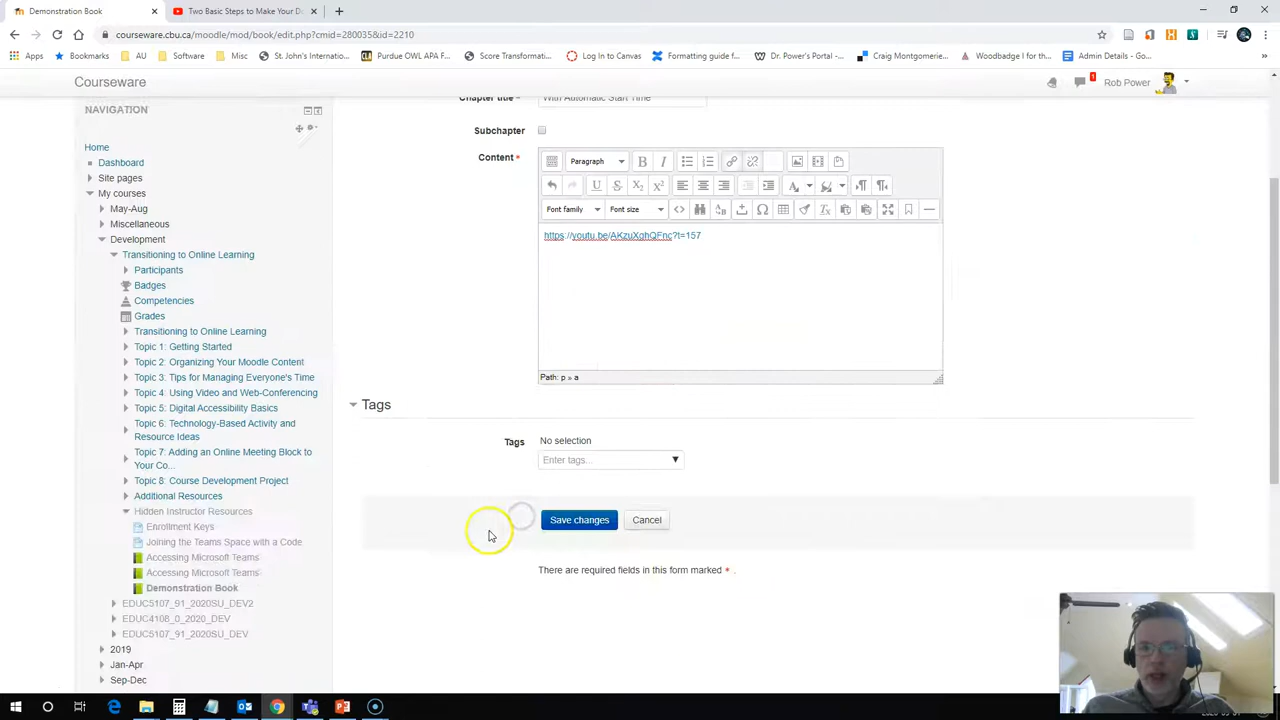 Demonstration Book
Two Basic Steps to Make Your D
courseware.cbu.ca/moodle/mod/book/edit.php?cmid=280035&id=2210
Apps
Bookmarks
AU
St. John's Internatio...
Misc
Purdue OWL APA F...
Score Transformatio...
Log In to Canvas
Formatting guide f...
Dr. Power's Portal -...
Craig Montgomerie...
Woodbadge I for th...
Admin Details - Go...
Courseware
1
Rob Power
NAVIGATION
Home
Dashboard
Site pages
My courses
May-Aug
Miscellaneous
Development
Transitioning to Online Learning
Participants
Badges
Competencies
Grades
Transitioning to Online Learning
Topic 1: Getting Started
Topic 2: Organizing Your Moodle Content
Topic 3: Tips for Managing Everyone's Time
Topic 4: Using Video and Web-Conferencing
Topic 5: Digital Accessibility Basics
Topic 6: Technology-Based Activity and
Resource Ideas
Topic 7: Adding an Online Meeting Block to
Your Co...
Topic 8: Course Development Project
Additional Resources
Hidden Instructor Resources
Enrollment Keys
Joining the Teams Space with a Code
Accessing Microsoft Teams
Accessing Microsoft Teams
Demonstration Book
EDUC5107_91_2020SU_DEV2
EDUC4108_0_2020_DEV
EDUC5107_91_2020SU_DEV
2019
Jan-Apr
Sep-Dec
Chapter title *
With Automatic Start Time
Subchapter
Content *
Paragraph
Font family
Font size
https://youtu.be/AKzuXghQFnc?t=157
Path: p » a
Tags
Tags
No selection
Enter tags...
Save changes
Cancel
There are required fields in this form marked * .